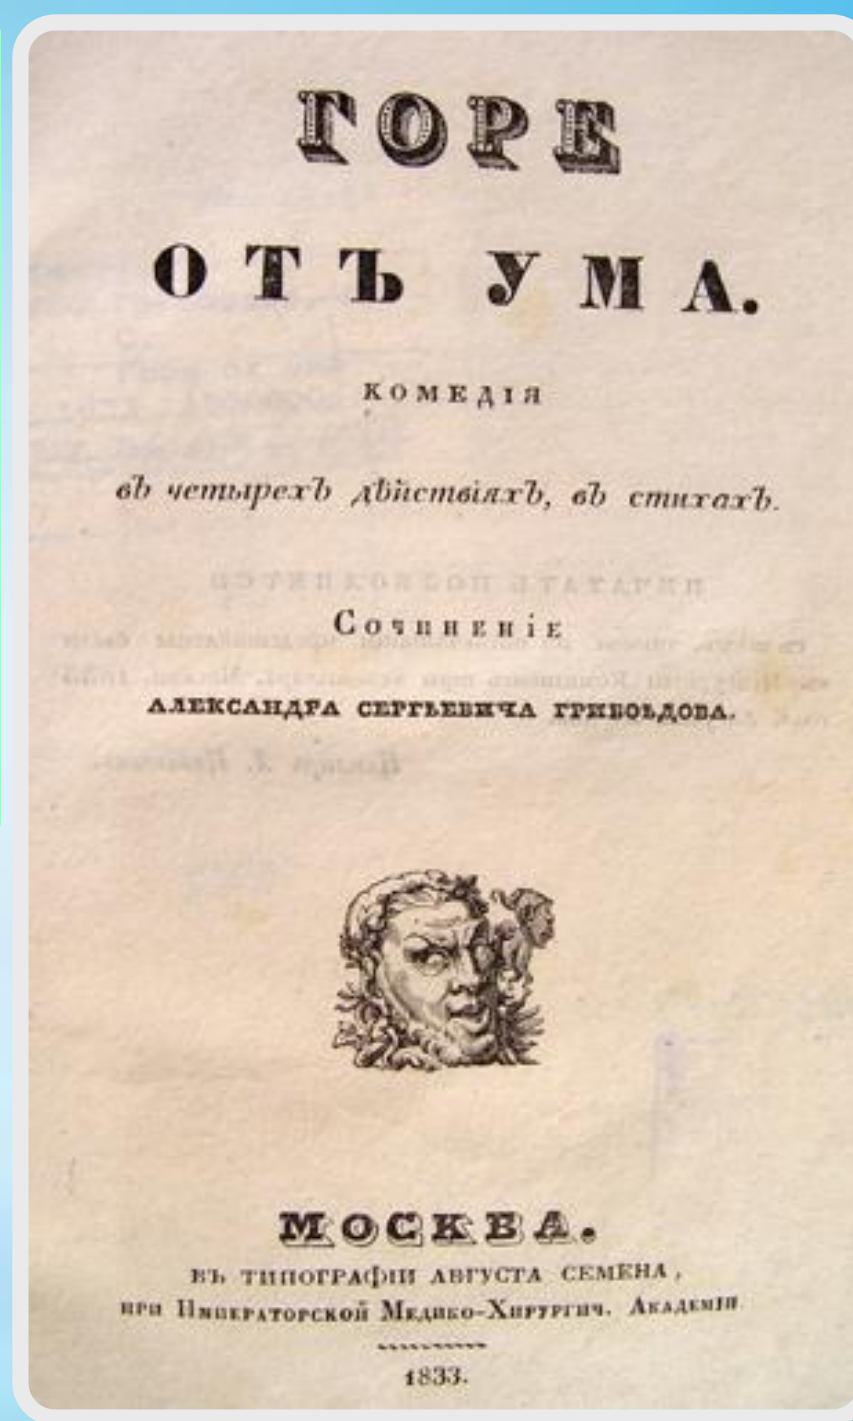 ГОРЕ
ОТЪ УМА.
КОМЕДІЯ
въ четырехъ дѣйствіяхъ, въ стихахъ.
Сочиненіе
АЛЕКСАНДРА СЕРГѢЕВИЧА ГРИБОѢДОВА.
МОСКВА.
ВЪ ТИПОГРАФІИ АВГУСТА СЕМЕНА,
ПРИ ИМПЕРАТОРСКОЙ МЕДИКО-ХИРУРГИЧ. АКАДЕМІИ
1833.